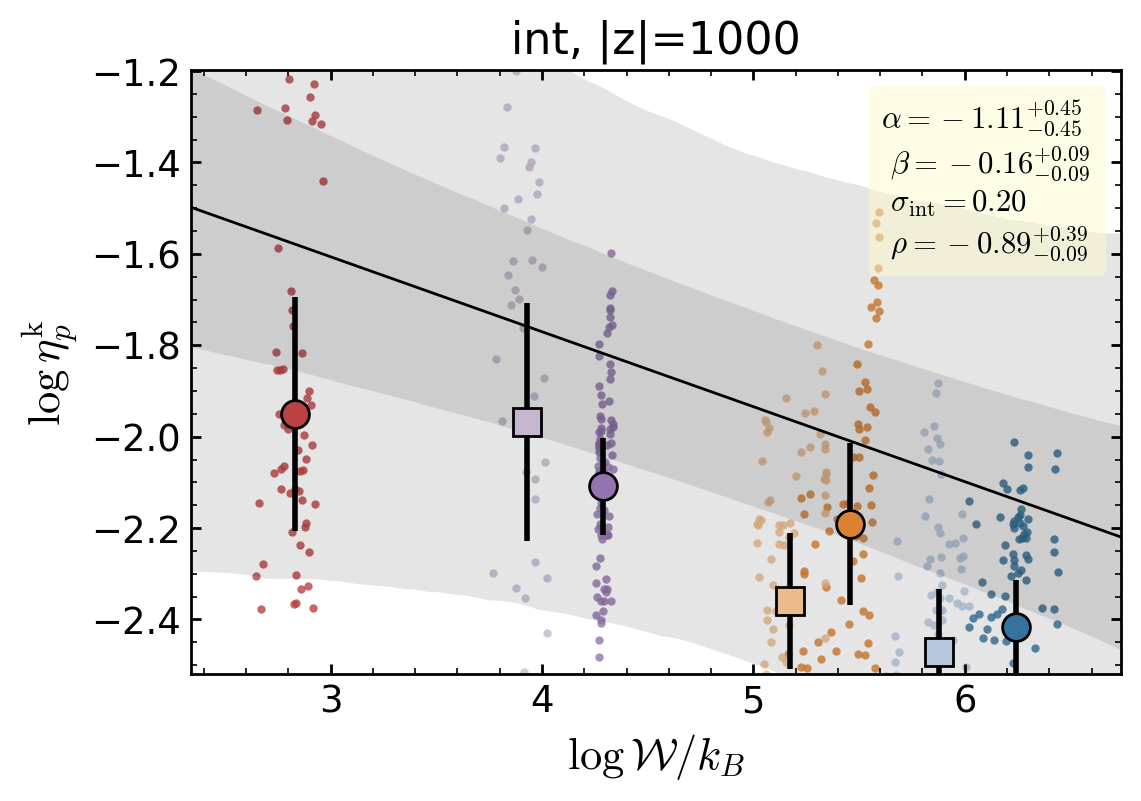 int, |z|=1000
−1.2
−1.4
−1.6
−1.8
−2.0
−2.2
−2.4
log η_p^k
α = − 1.11^{+0.45}_{−0.45}
β = − 0.16^{+0.09}_{−0.09}
σ_int = 0.20
ρ = − 0.89^{+0.39}_{−0.09}
3 4 5 6
log 𝒲/k_B